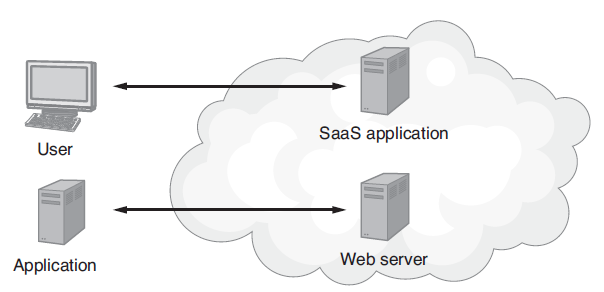 SaaS application
User
Web server
Application